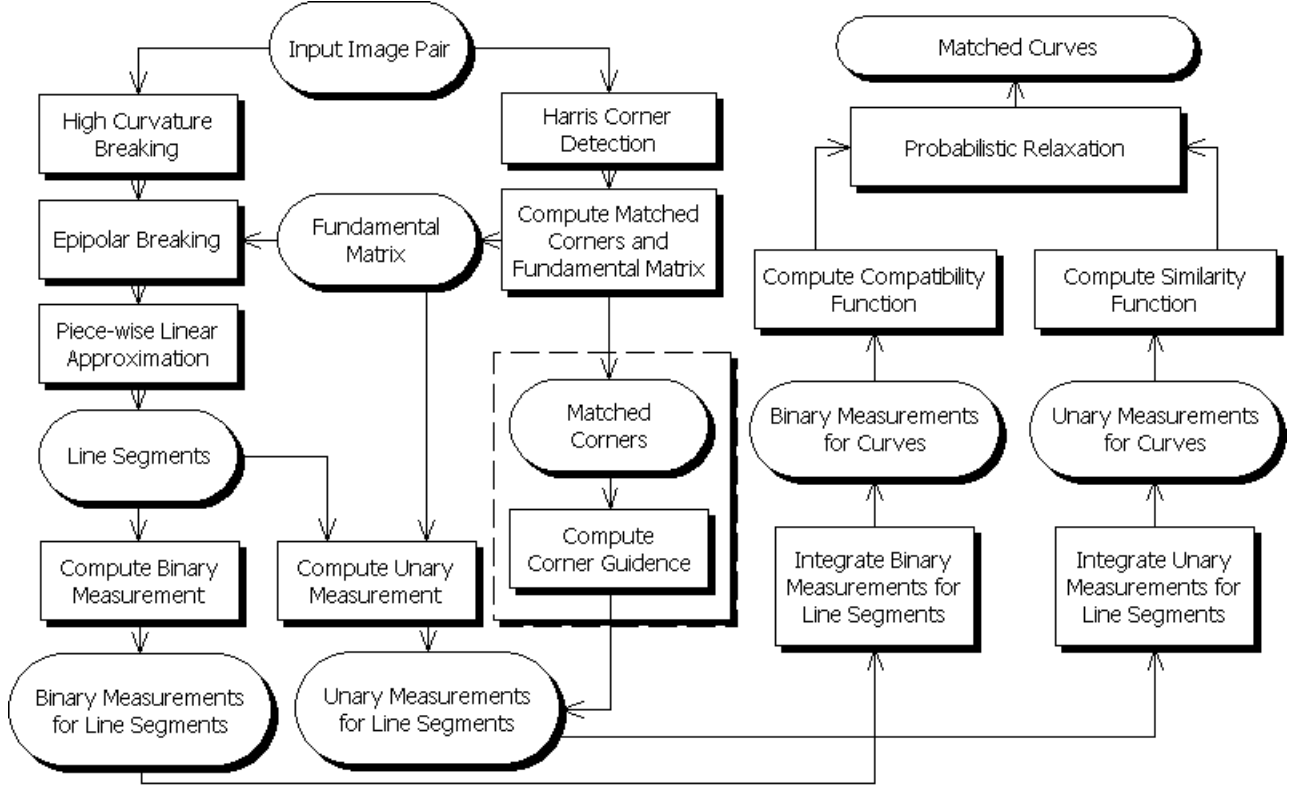 Input Image Pair
Matched Curves
High Curvature
Breaking
Harris Corner
Detection
Probabilistic Relaxation
Epipolar Breaking
Fundamental
Matrix
Compute Matched
Corners and
Fundamental Matrix
Compute Compatibility
Function
Compute Similarity
Function
Piece-wise Linear
Approximation
Matched
Corners
Binary Measurements
for Curves
Unary Measurements
for Curves
Line Segments
Compute
Corner Guidence
Compute Binary
Measurement
Compute Unary
Measurement
Integrate Binary
Measurements for
Line Segments
Integrate Unary
Measurements for
Line Segments
Binary Measurements
for Line Segments
Unary Measurements
for Line Segments